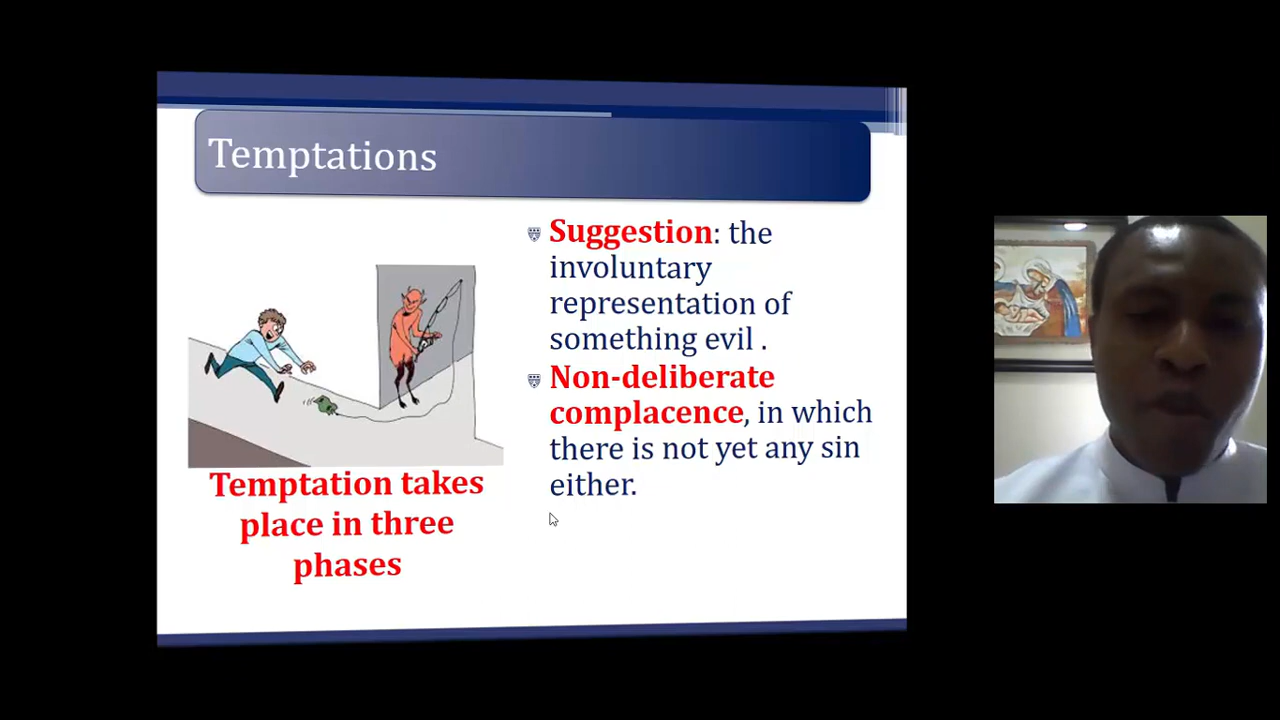 Temptations
Suggestion: the
involuntary
representation of
something evil .
Non-deliberate
complacence, in which
there is not yet any sin
either.
Temptation takes
place in three
phases